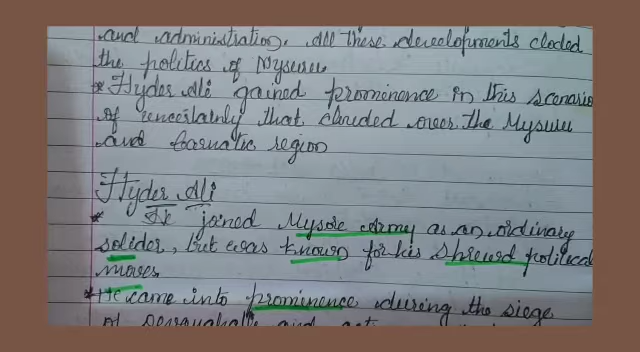 and administration. All these developments clouded
the politics of Mysuru
* Hyder Ali gained prominence in this scenario
of uncertainly that clouded over the Mysuru
and Carnatic region
Hyder Ali
* He joined Mysore Army as an ordinary
solider, but was known for his shrewd political
moves
* He came into prominence during the siege
of and